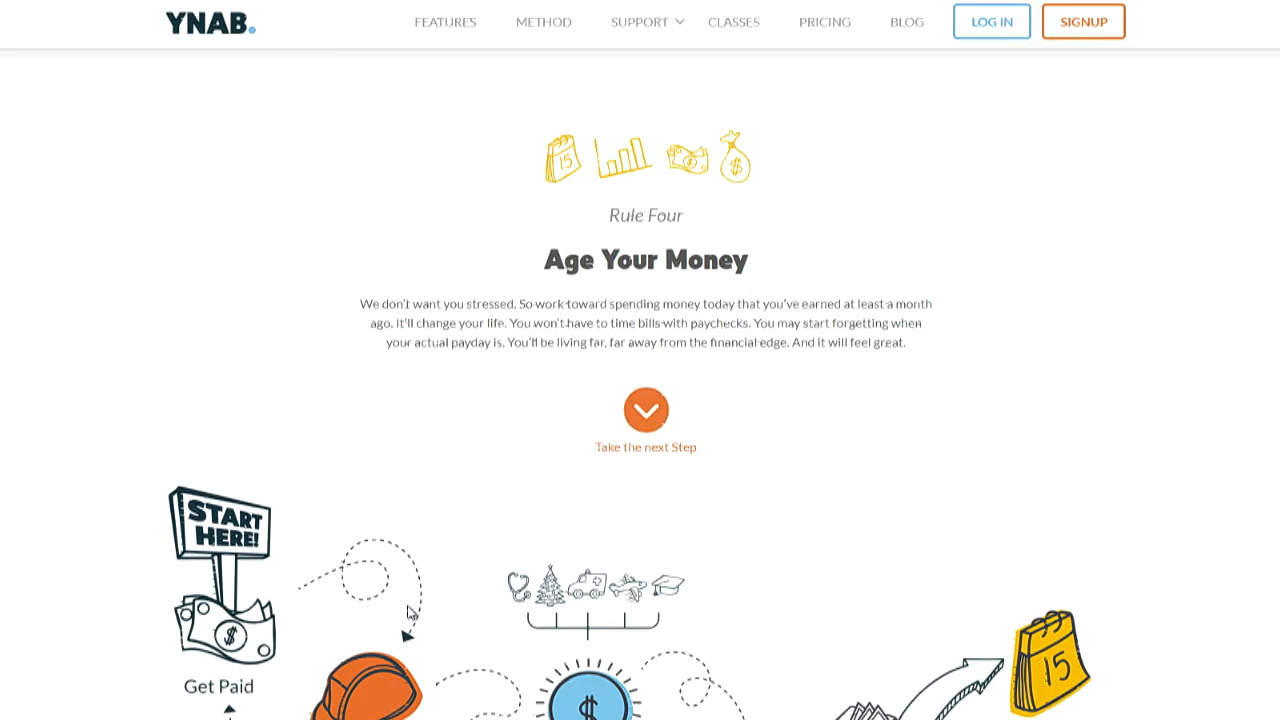 YNAB.
FEATURES METHOD SUPPORT CLASSES PRICING BLOG LOG IN SIGNUP
15
Rule Four
Age Your Money
We don't want you stressed. So work toward spending money today that you've earned at least a month
ago. It'll change your life. You won't have to time bills with paychecks. You may start forgetting when
your actual payday is. You'll be living far, far away from the financial edge. And it will feel great.
Take the next Step
START
HERE!
$
Get Paid
$
15